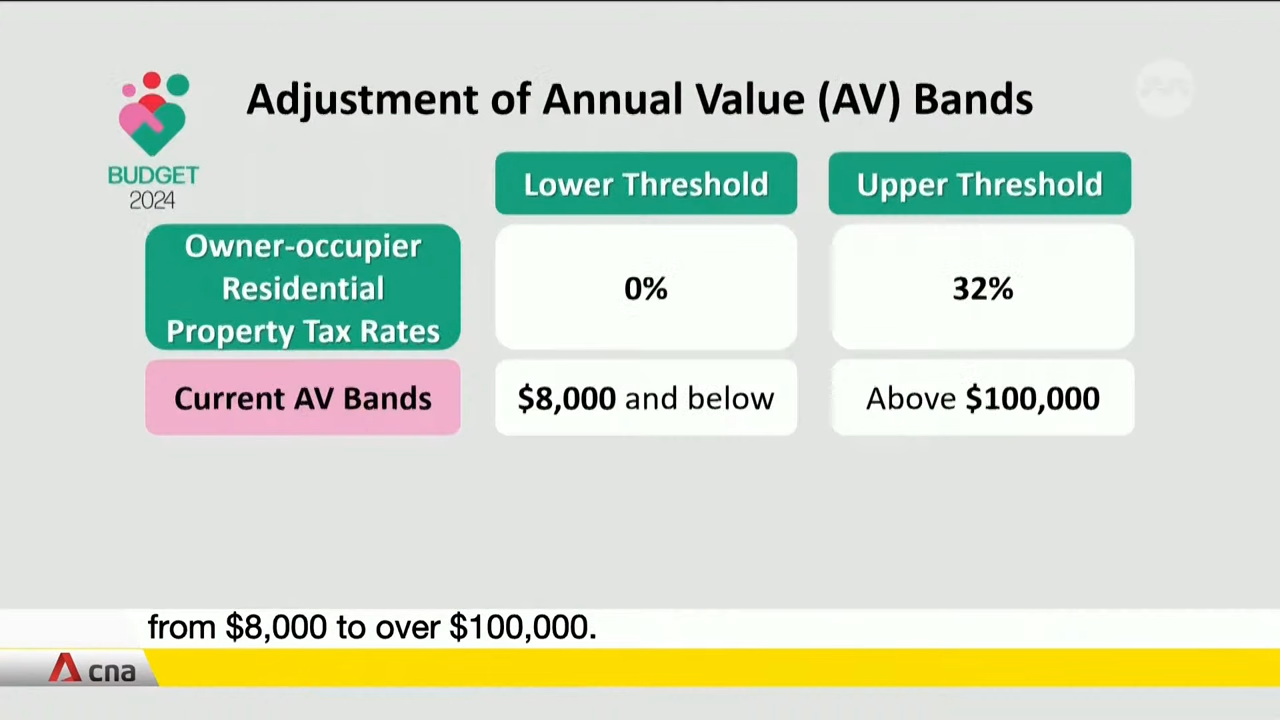 Adjustment of Annual Value (AV) Bands
BUDGET
2024
Lower Threshold
Upper Threshold
Owner-occupier
Residential
Property Tax Rates
0%
32%
Current AV Bands
$8,000 and below
Above $100,000
from $8,000 to over $100,000.
cna